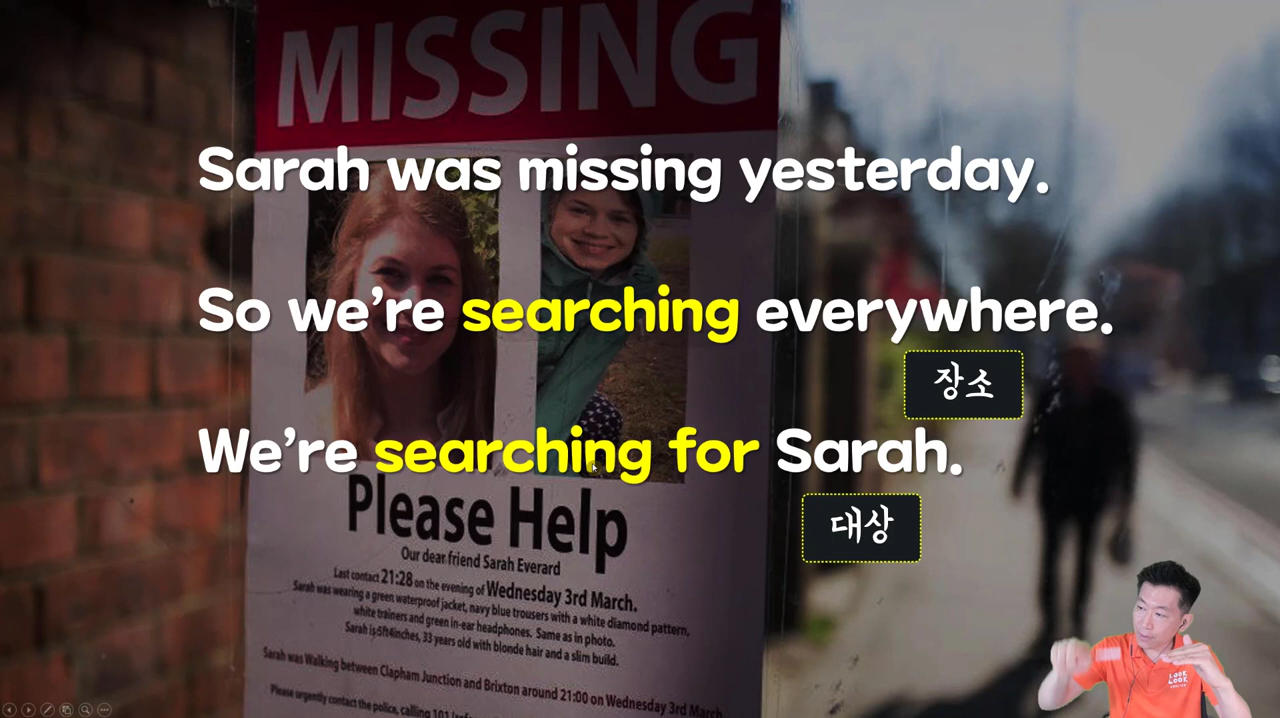 MISSING
Sarah was missing yesterday.
So we're searching everywhere.
장소
We're searching for Sarah.
대상
Please Help
Our dear friend Sarah Everard
Last contact 21:28 on the evening of Wednesday 3rd March.
Sarah was wearing a green waterproof jacket, navy blue trousers with a white diamond pattern,
white trainers and green in-ear headphones. Same as in photo.
Sarah is 5ft4inches, 33 years old with blonde hair and a slim build.
Sarah was Walking between Clapham Junction and Brixton around 21:00 on Wednesday 3rd March.
Please urgently contact the police, calling 101
LOOK
LOOK